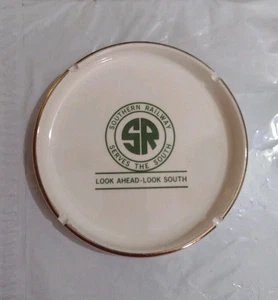 SOUTHERN RAILWAY
SR
SERVES THE SOUTH
LOOK AHEAD-LOOK SOUTH